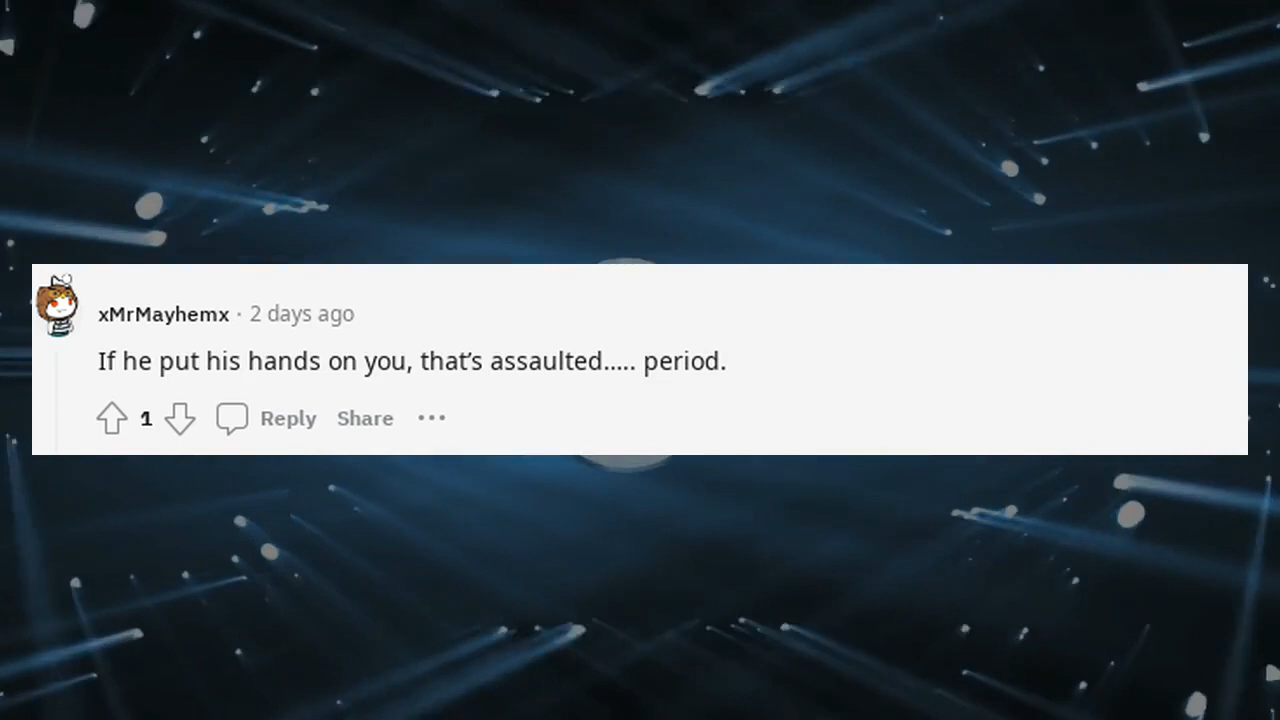 xMrMayhemx · 2 days ago
If he put his hands on you, that’s assaulted..... period.
1 Reply Share •••